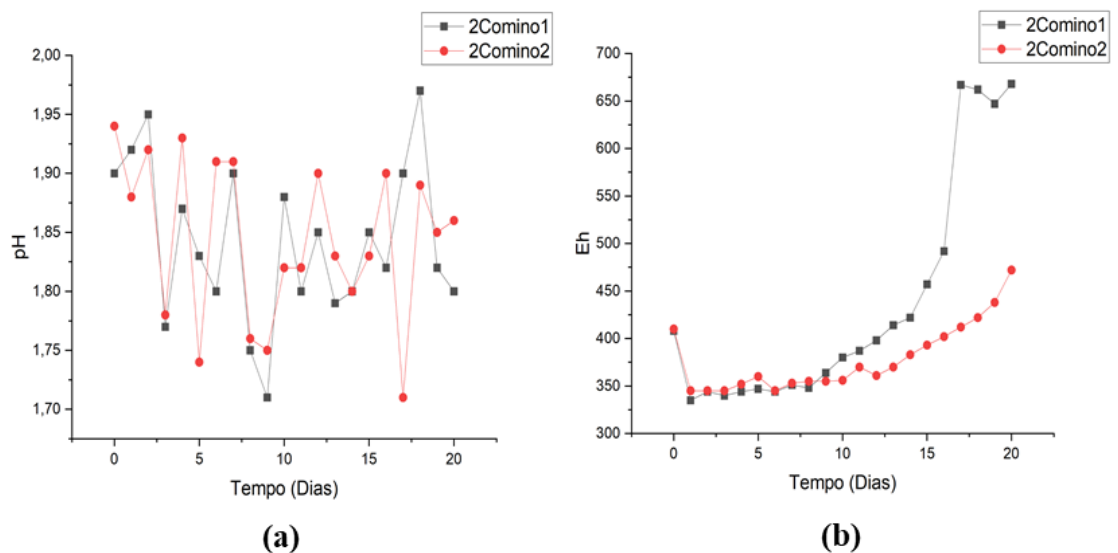 2Comino1
2Comino2
2,00
1,95
1,90
1,85
1,80
1,75
1,70
pH
0 5 10 15 20
Tempo (Dias)
(a)
2Comino1
2Comino2
700
650
600
550
500
450
400
350
300
Eh
0 5 10 15 20
Tempo (Dias)
(b)